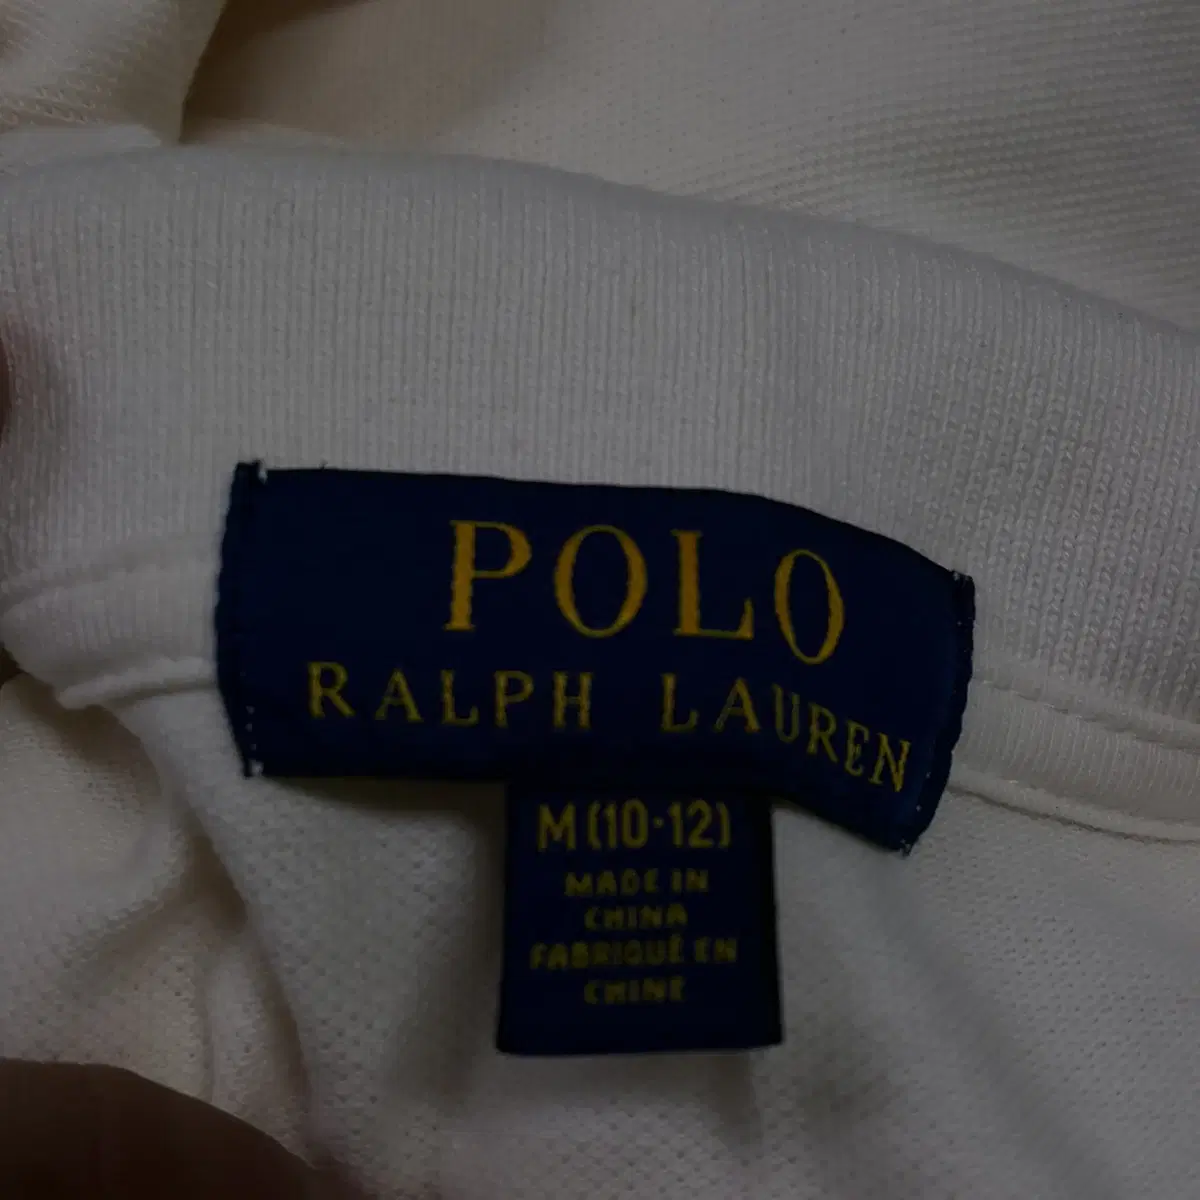 POLO
RALPH LAUREN
M(10·12)
MADE IN
CHINA
FABRIQUÉ EN
CHINE